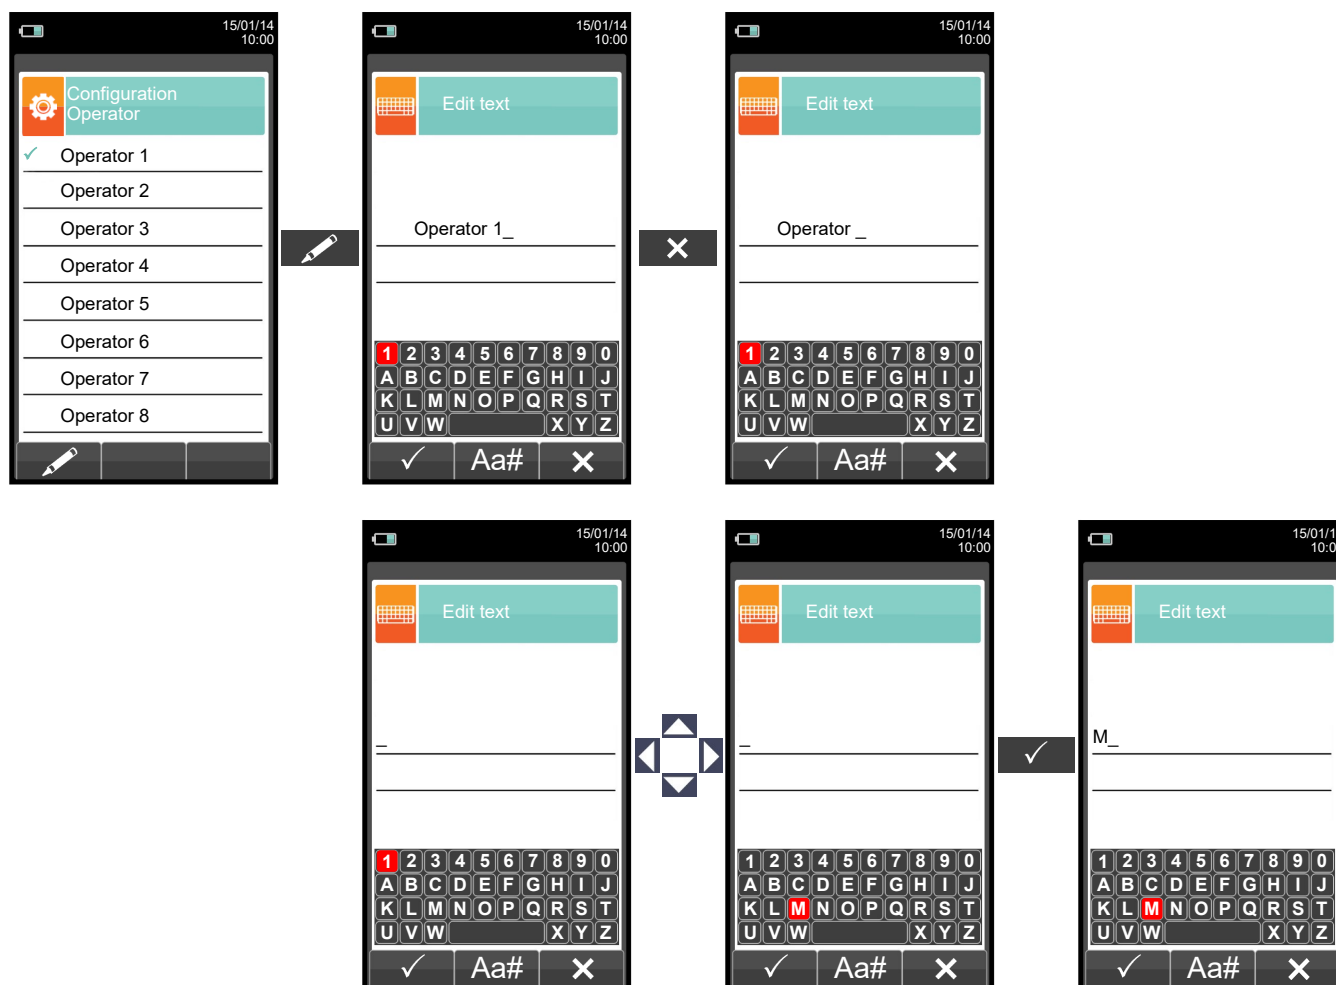 15/01/14
10:00
Configuration
Operator
✓ Operator 1
Operator 2
Operator 3
Operator 4
Operator 5
Operator 6
Operator 7
Operator 8
15/01/14
10:00
Edit text
Operator 1_
1 2 3 4 5 6 7 8 9 0
A B C D E F G H I J
K L M N O P Q R S T
U V W X Y Z
✓ Aa# ✕
15/01/14
10:00
Edit text
Operator _
1 2 3 4 5 6 7 8 9 0
A B C D E F G H I J
K L M N O P Q R S T
U V W X Y Z
✓ Aa# ✕
15/01/14
10:00
Edit text
_
1 2 3 4 5 6 7 8 9 0
A B C D E F G H I J
K L M N O P Q R S T
U V W X Y Z
✓ Aa# ✕
15/01/14
10:00
Edit text
_
1 2 3 4 5 6 7 8 9 0
A B C D E F G H I J
K L M N O P Q R S T
U V W X Y Z
✓ Aa# ✕
15/01/1
10:0
Edit text
M_
1 2 3 4 5 6 7 8 9 0
A B C D E F G H I J
K L M N O P Q R S T
U V W X Y Z
✓ Aa# ✕